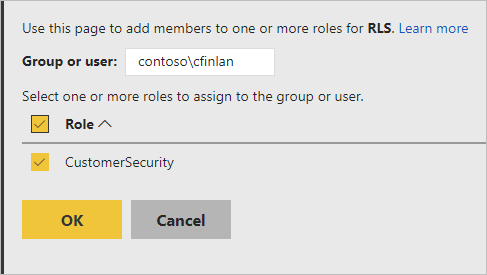 Use this page to add members to one or more roles for RLS. Learn more
Group or user: contoso\cfinlan
Select one or more roles to assign to the group or user.
Role
CustomerSecurity
OK Cancel